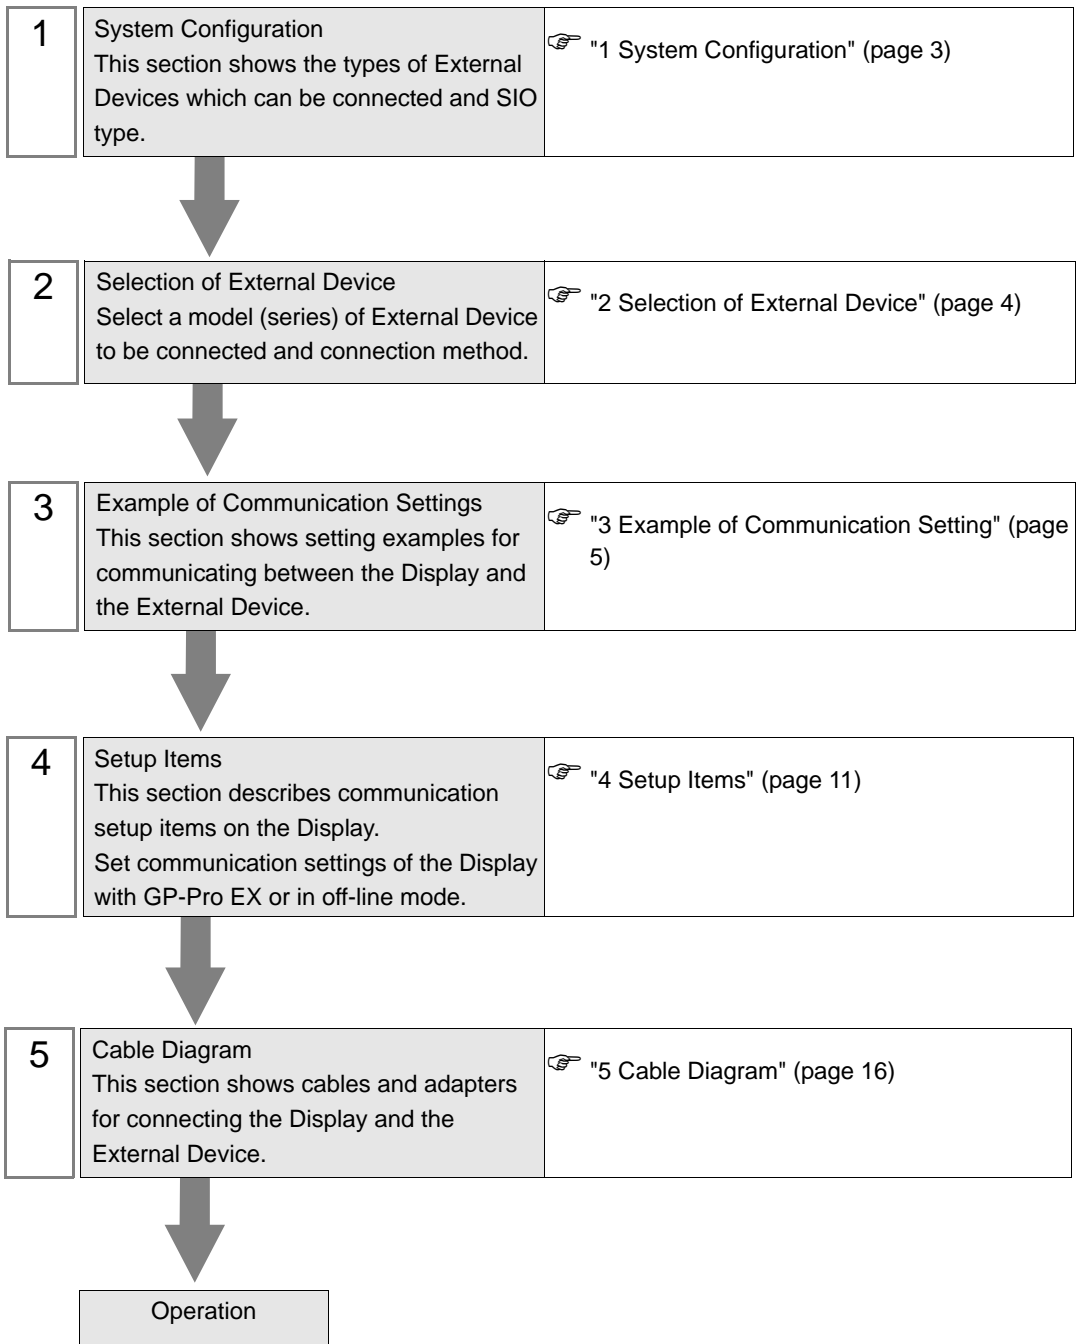 1
System Configuration
This section shows the types of External
Devices which can be connected and SIO
type.
"1 System Configuration" (page 3)
2
Selection of External Device
Select a model (series) of External Device
to be connected and connection method.
"2 Selection of External Device" (page 4)
3
Example of Communication Settings
This section shows setting examples for
communicating between the Display and
the External Device.
"3 Example of Communication Setting" (page
5)
4
Setup Items
This section describes communication
setup items on the Display.
Set communication settings of the Display
with GP-Pro EX or in off-line mode.
"4 Setup Items" (page 11)
5
Cable Diagram
This section shows cables and adapters
for connecting the Display and the
External Device.
"5 Cable Diagram" (page 16)
Operation